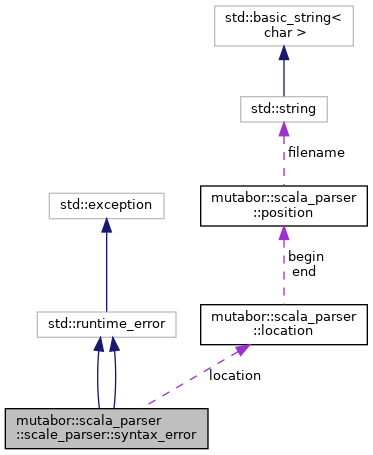 std::basic_string<
char >
std::string
filename
std::exception
mutabor::scala_parser
::position
begin
end
std::runtime_error
mutabor::scala_parser
::location
location
mutabor::scala_parser
::scale_parser::syntax_error